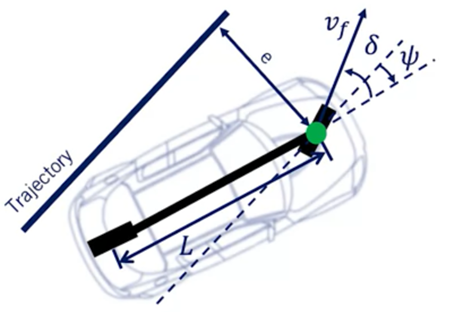 v_f
δ
ψ
e
Trajectory
L